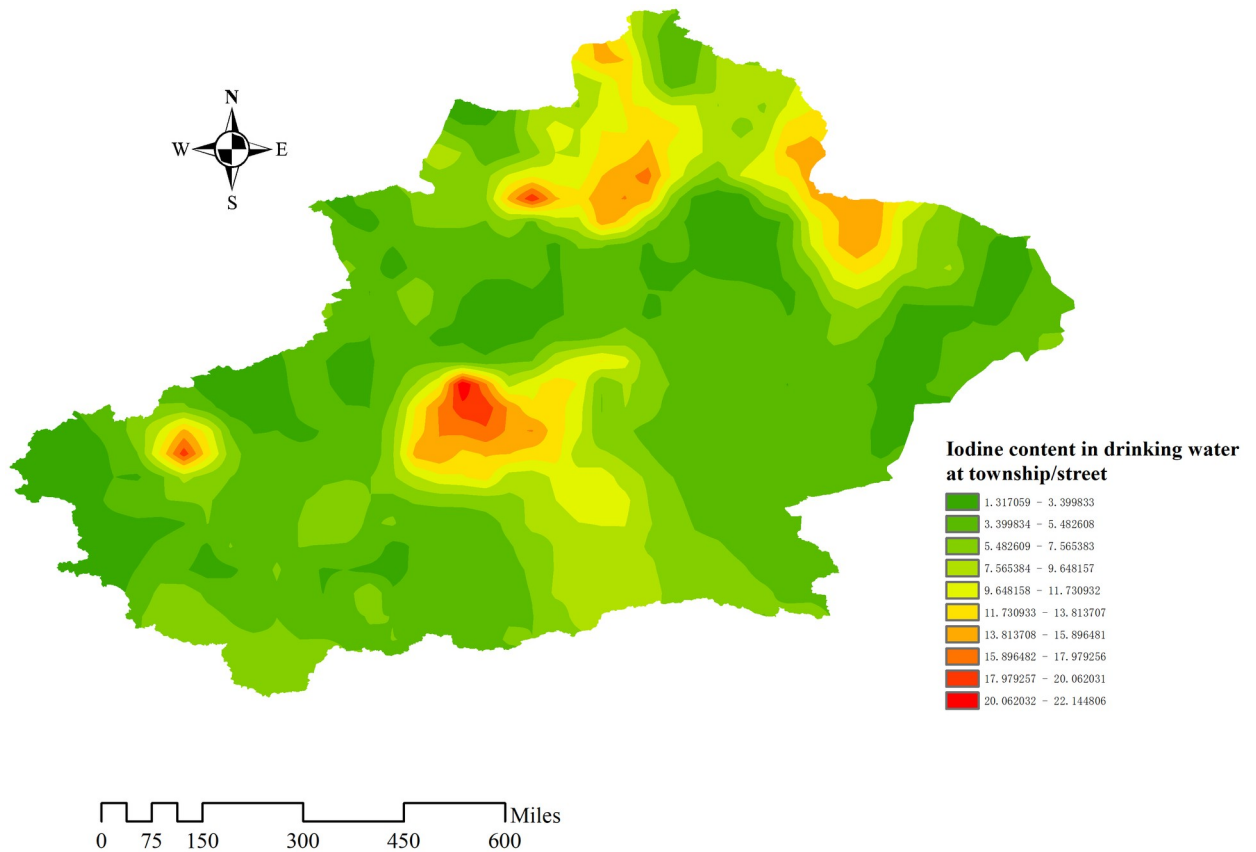 N
W E
S
Iodine content in drinking water
at township/street
1.317059 - 3.399833
3.399834 - 5.482608
5.482609 - 7.565383
7.565384 - 9.648157
9.648158 - 11.730932
11.730933 - 13.813707
13.813708 - 15.896481
15.896482 - 17.979256
17.979257 - 20.062031
20.062032 - 22.144806
Miles
0 75 150 300 450 600